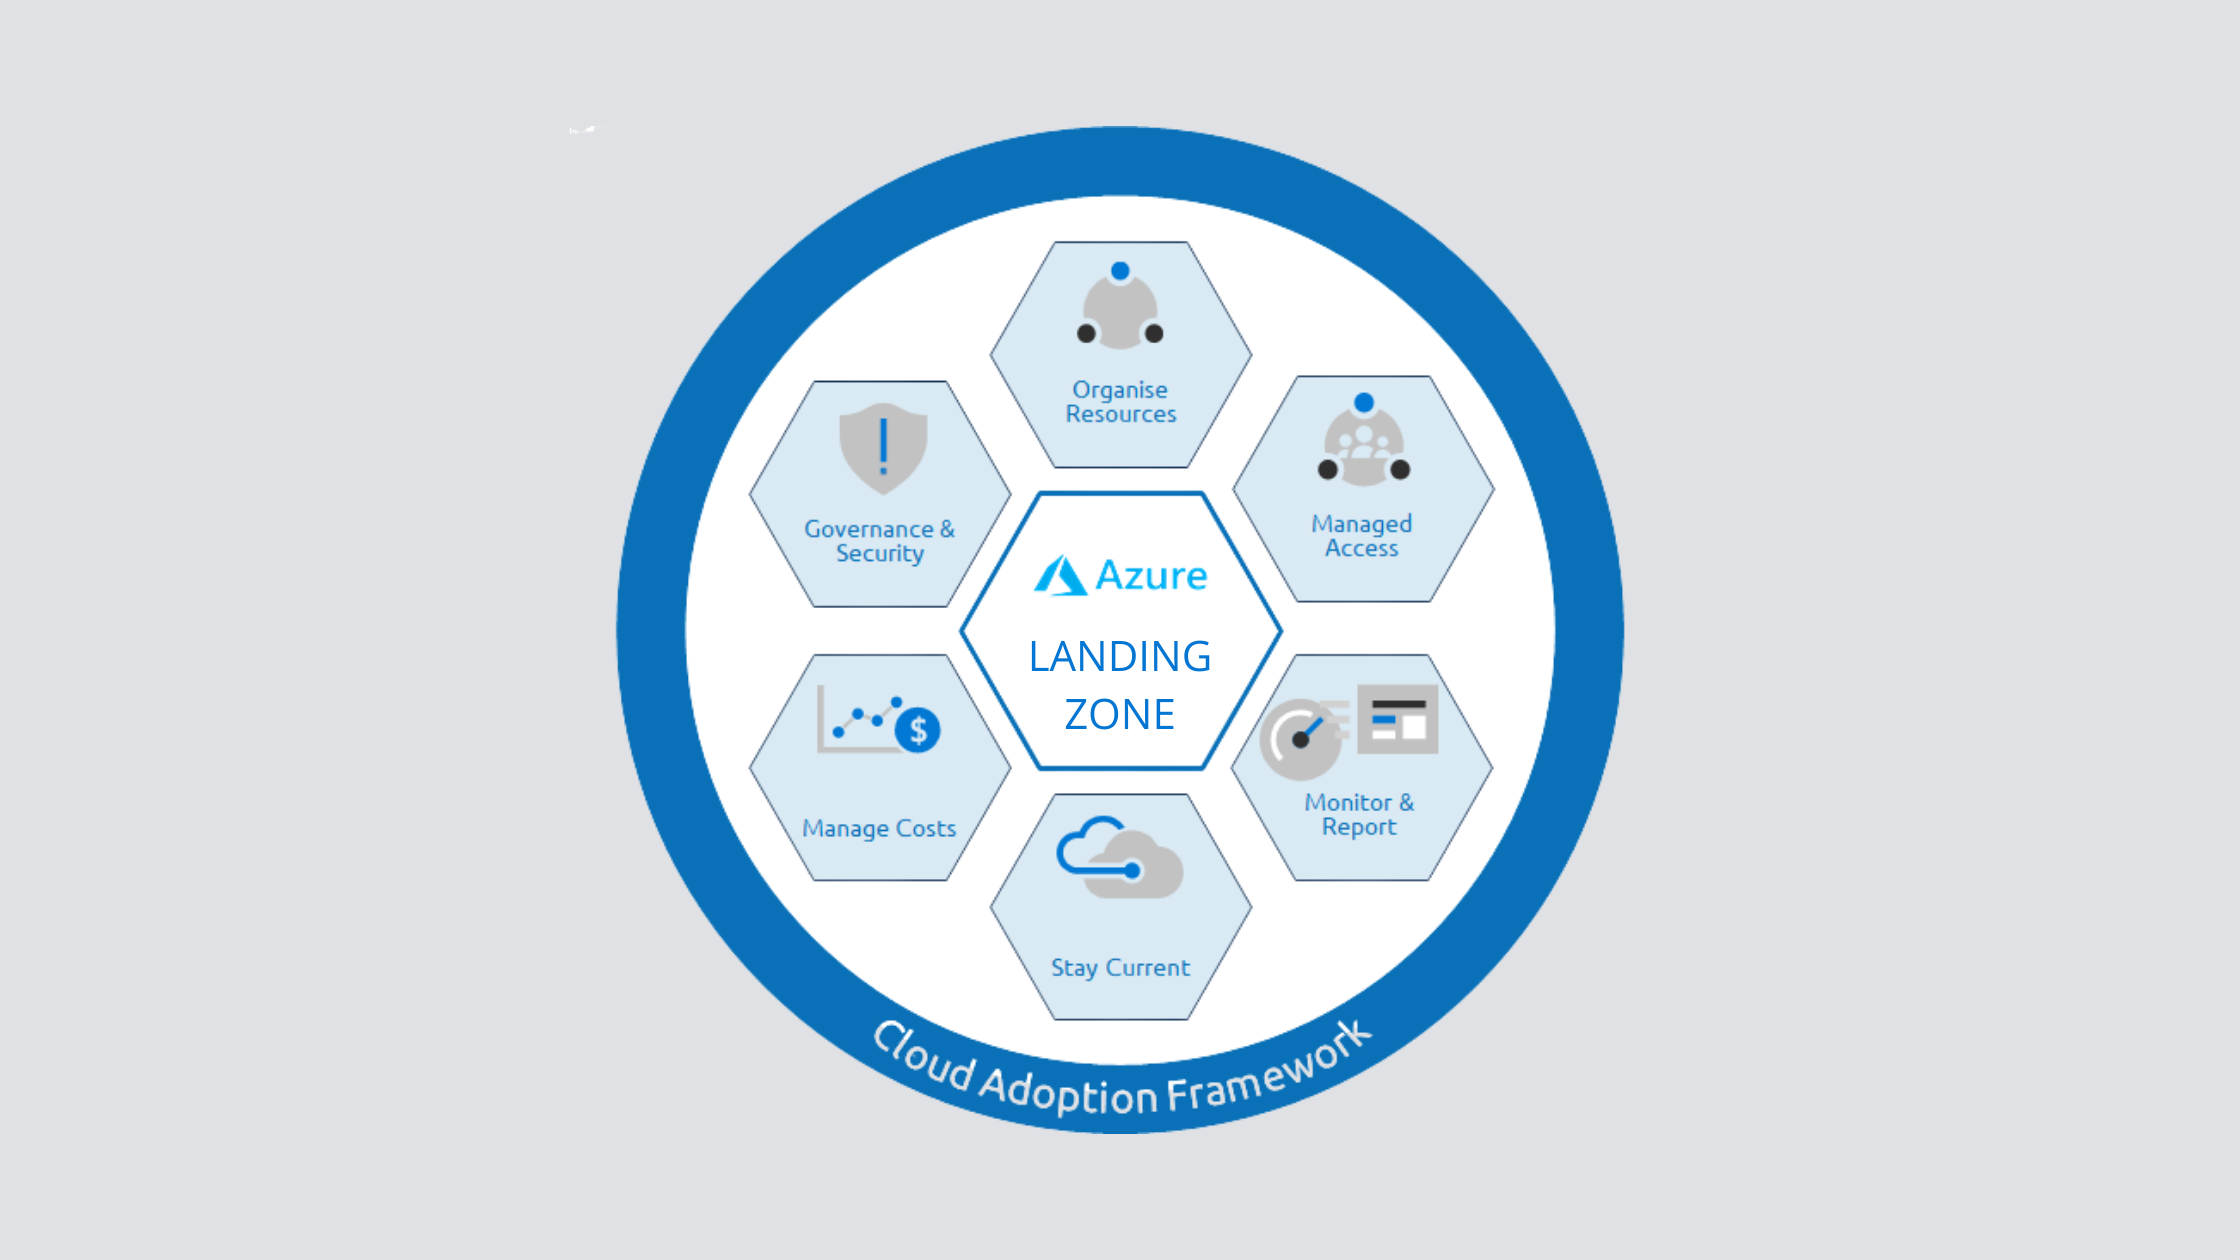 Organise
Resources
Governance &
Security
Managed
Access
Azure
LANDING
ZONE
$
Manage Costs
Monitor &
Report
Stay Current
Cloud Adoption Framework